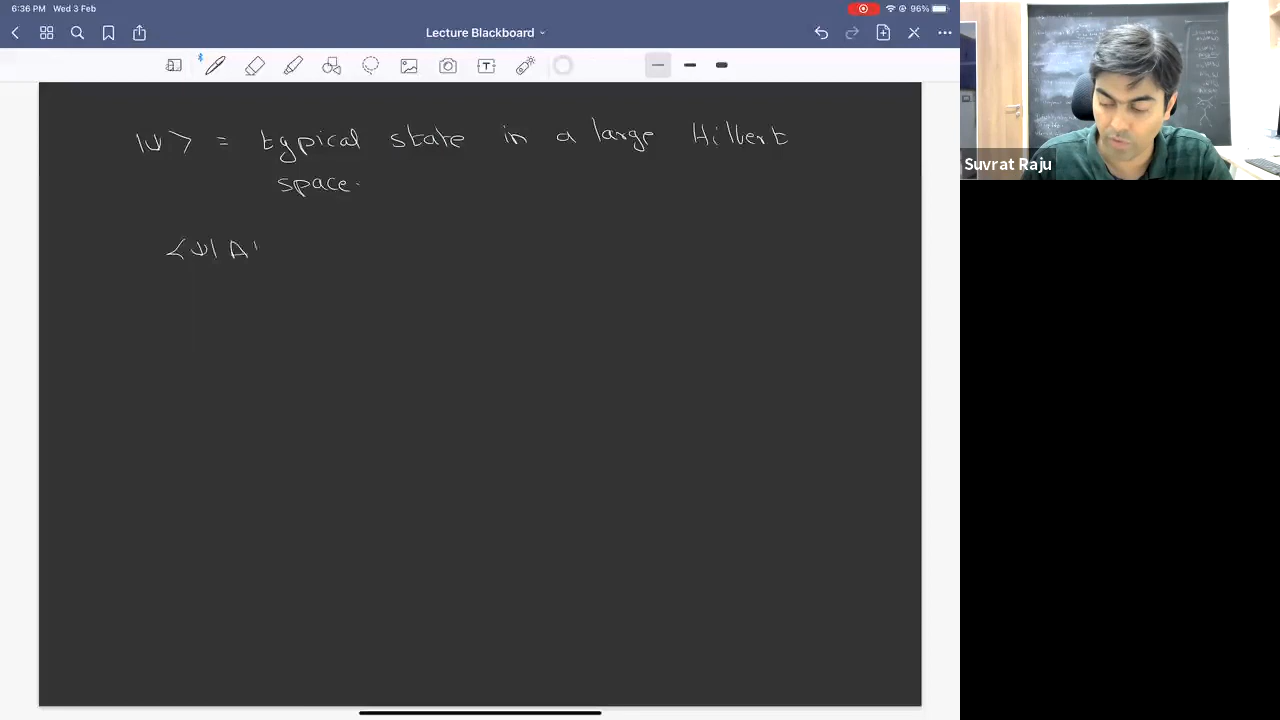 6:36 PM Wed 3 Feb
96%
Lecture Blackboard
|ψ> = typical state in a large Hilbert
space.
<ψ|A
Suvrat Raju